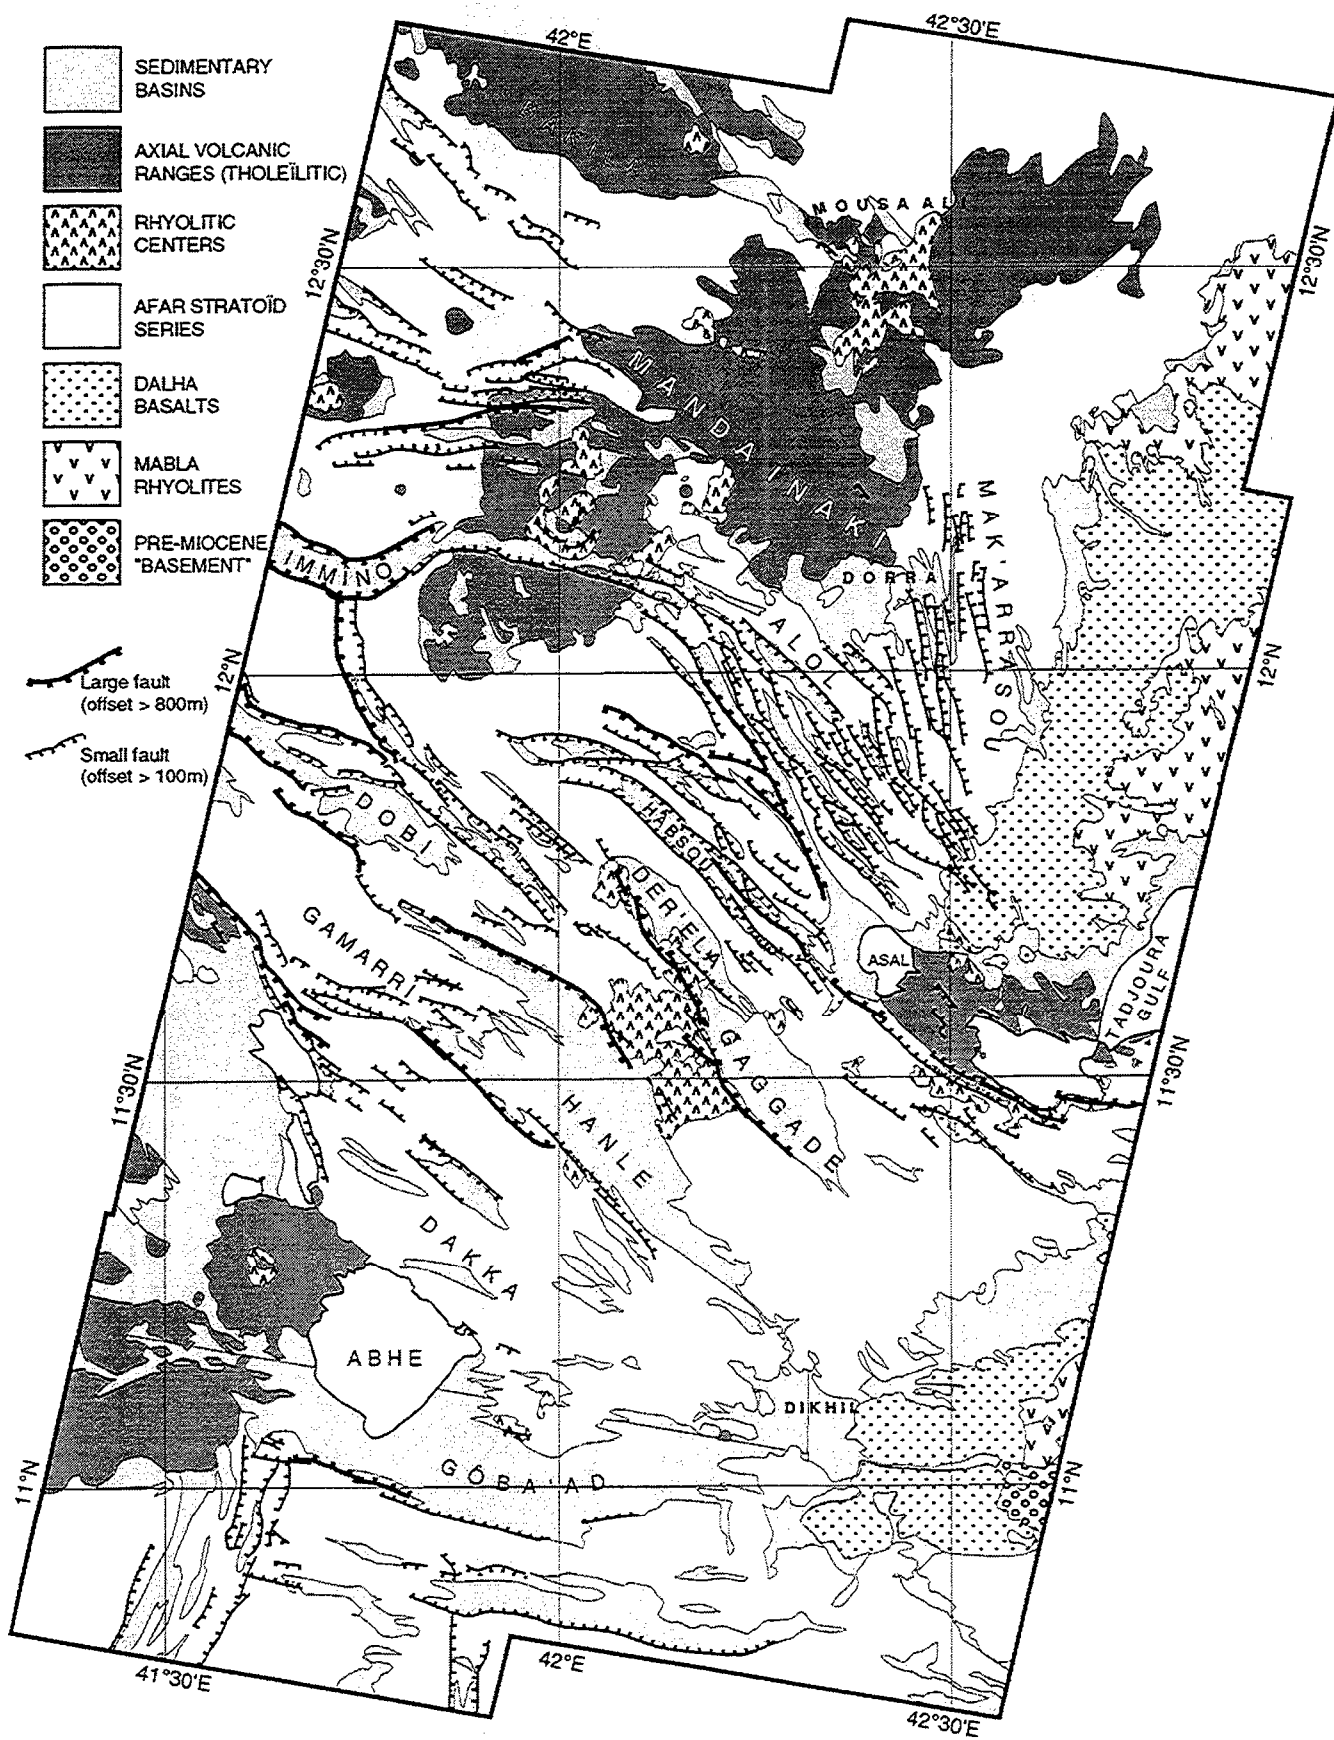 SEDIMENTARY
BASINS
AXIAL VOLCANIC
RANGES (THOLEÏLITIC)
RHYOLITIC
CENTERS
AFAR STRATOÏD
SERIES
DALHA
BASALTS
MABLA
RHYOLITES
PRE-MIOCENE
"BASEMENT"
Large fault
(offset > 800m)
Small fault
(offset > 100m)
42°E
42°30'E
12°30'N
12°30'N
MOUSA ALI
MANDA INAKI
MAK'ARRASOU
IMMINO
DORRA
ALOL
12°N
12°N
DOBI
HABSOU
DER'ELA
GAMARRI
ASAL
TADJOURA
GULF
GAGGADE
11°30'N
11°30'N
HANLE
DAKKA
ABHE
DIKHIL
GOBA'AD
11°N
11°N
41°30'E
42°E
42°30'E